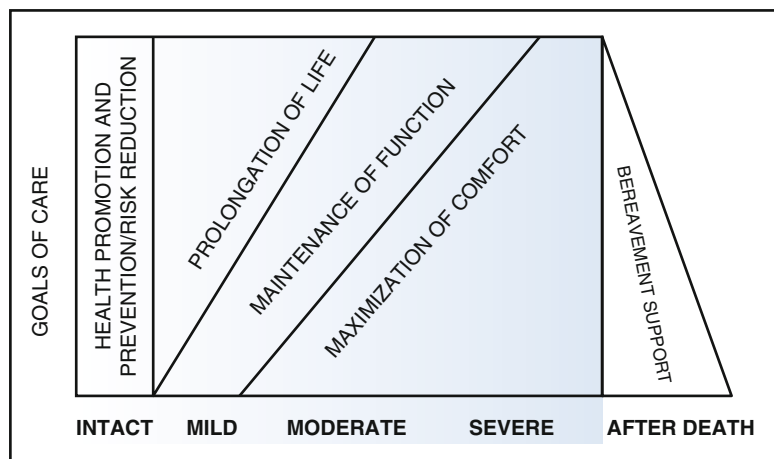 GOALS OF CARE
HEALTH PROMOTION AND
PREVENTION/RISK REDUCTION
PROLONGATION OF LIFE
MAINTENANCE OF FUNCTION
MAXIMIZATION OF COMFORT
BEREAVEMENT SUPPORT
INTACT MILD MODERATE SEVERE AFTER DEATH